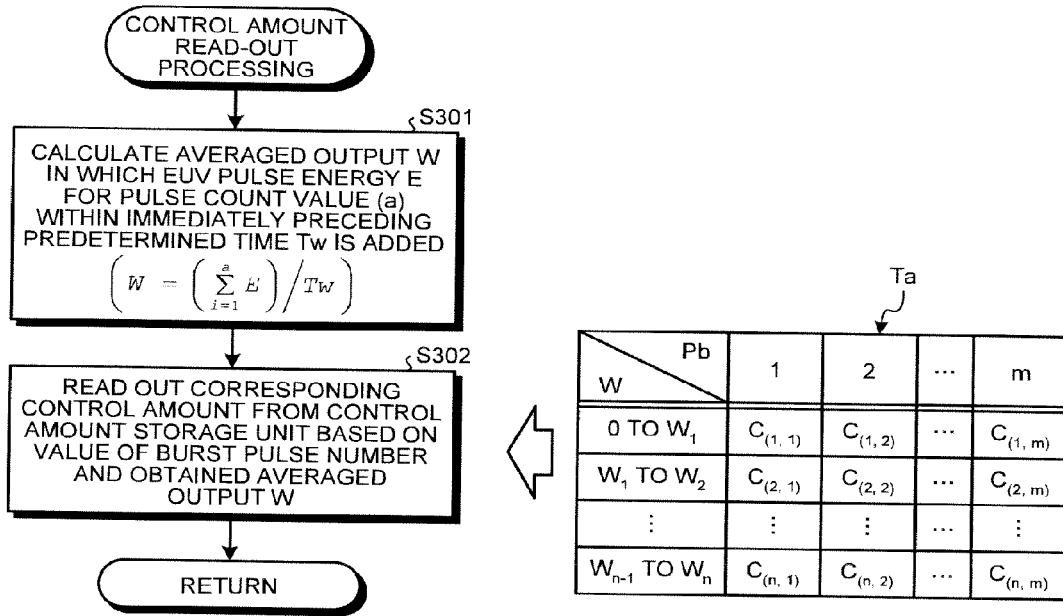 CONTROL AMOUNT
READ-OUT
PROCESSING
S301
CALCULATE AVERAGED OUTPUT W
IN WHICH EUV PULSE ENERGY E
FOR PULSE COUNT VALUE (a)
WITHIN IMMEDIATELY PRECEDING
PREDETERMINED TIME Tw IS ADDED
( W = ( a∑i=1 E ) / Tw )
S302
READ OUT CORRESPONDING
CONTROL AMOUNT FROM CONTROL
AMOUNT STORAGE UNIT BASED ON
VALUE OF BURST PULSE NUMBER
AND OBTAINED AVERAGED
OUTPUT W
RETURN
Ta
Pb
W
1 2 ... m
0 TO W1 C(1, 1) C(1, 2) ... C(1, m)
W1 TO W2 C(2, 1) C(2, 2) ... C(2, m)
⋮ ⋮ ⋮ ... ⋮
Wn-1 TO Wn C(n, 1) C(n, 2) ... C(n, m)